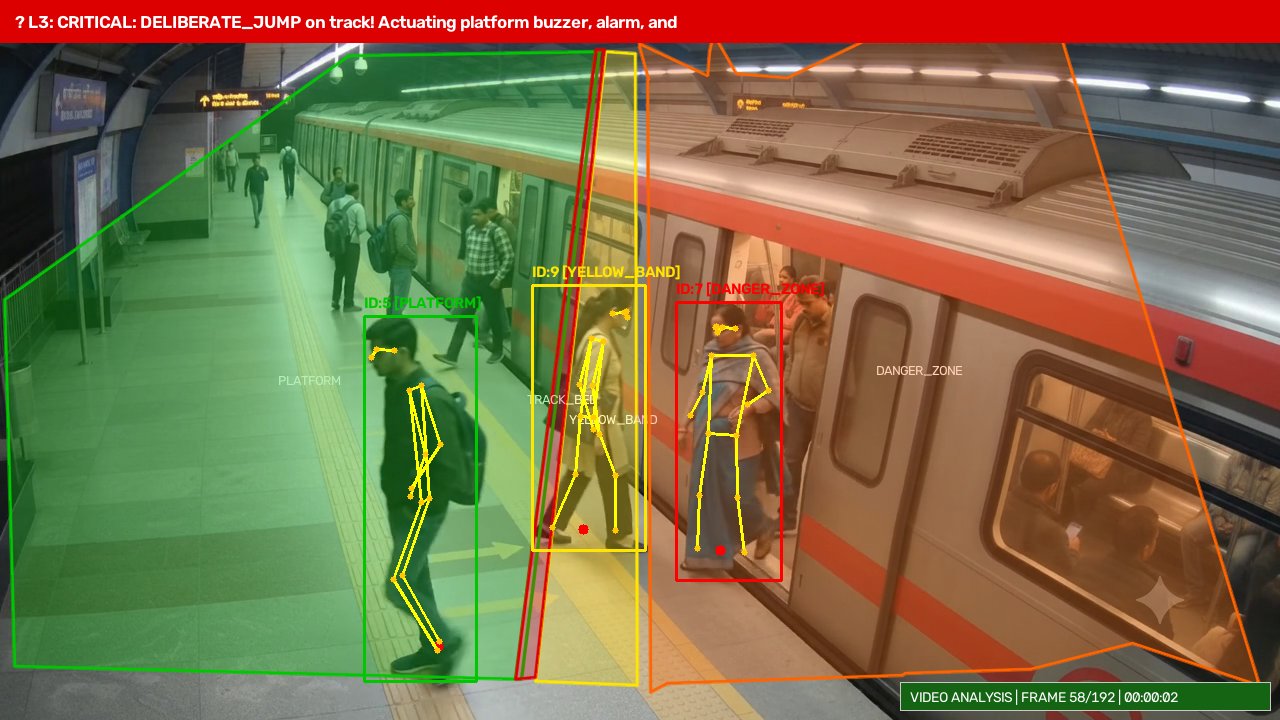 ? L3: CRITICAL: DELIBERATE_JUMP on track! Actuating platform buzzer, alarm, and
ID:9 [YELLOW_BAND]
ID:7 [DANGER_ZONE]
ID:5 [PLATFORM]
DANGER_ZONE
PLATFORM
TRACK_BED
YELLOW_BAND
VIDEO ANALYSIS | FRAME 58/192 | 00:00:02